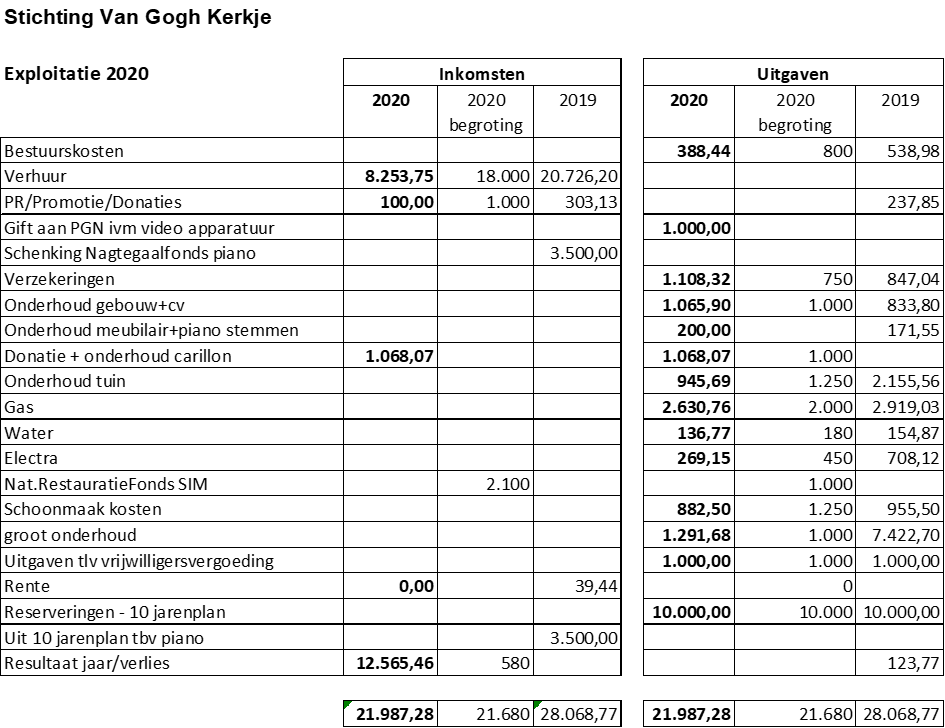 Stichting Van Gogh Kerkje
Exploitatie 2020 Inkomsten Uitgaven
2020 2020 2019 2020 2020 2019
begroting begroting
Bestuurskosten 388,44 800 538,98
Verhuur 8.253,75 18.000 20.726,20
PR/Promotie/Donaties 100,00 1.000 303,13 237,85
Gift aan PGN ivm video apparatuur 1.000,00
Schenking Nagtegaalfonds piano 3.500,00
Verzekeringen 1.108,32 750 847,04
Onderhoud gebouw+cv 1.065,90 1.000 833,80
Onderhoud meubilair+piano stemmen 200,00 171,55
Donatie + onderhoud carillon 1.068,07 1.068,07 1.000
Onderhoud tuin 945,69 1.250 2.155,56
Gas 2.630,76 2.000 2.919,03
Water 136,77 180 154,87
Electra 269,15 450 708,12
Nat.RestauratieFonds SIM 2.100 1.000
Schoonmaak kosten 882,50 1.250 955,50
groot onderhoud 1.291,68 1.000 7.422,70
Uitgaven tlv vrijwilligersvergoeding 1.000,00 1.000 1.000,00
Rente 0,00 39,44 0
Reserveringen - 10 jarenplan 10.000,00 10.000 10.000,00
Uit 10 jarenplan tbv piano 3.500,00
Resultaat jaar/verlies 12.565,46 580 123,77
21.987,28 21.680 28.068,77 21.987,28 21.680 28.068,77